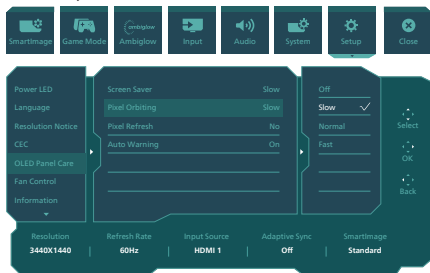 ambiglow
SmartImage Game Mode Ambiglow Input Audio System Setup Close
Power LED
Language
Resolution Notice
CEC
OLED Panel Care
Fan Control
Information
Screen Saver Slow
Pixel Orbiting Slow
Pixel Refresh No
Auto Warning On
Off
Slow
Normal
Fast
Select
OK
Back
Resolution Refresh Rate Input Source Adaptive Sync SmartImage
3440X1440 60Hz HDMI 1 Off Standard